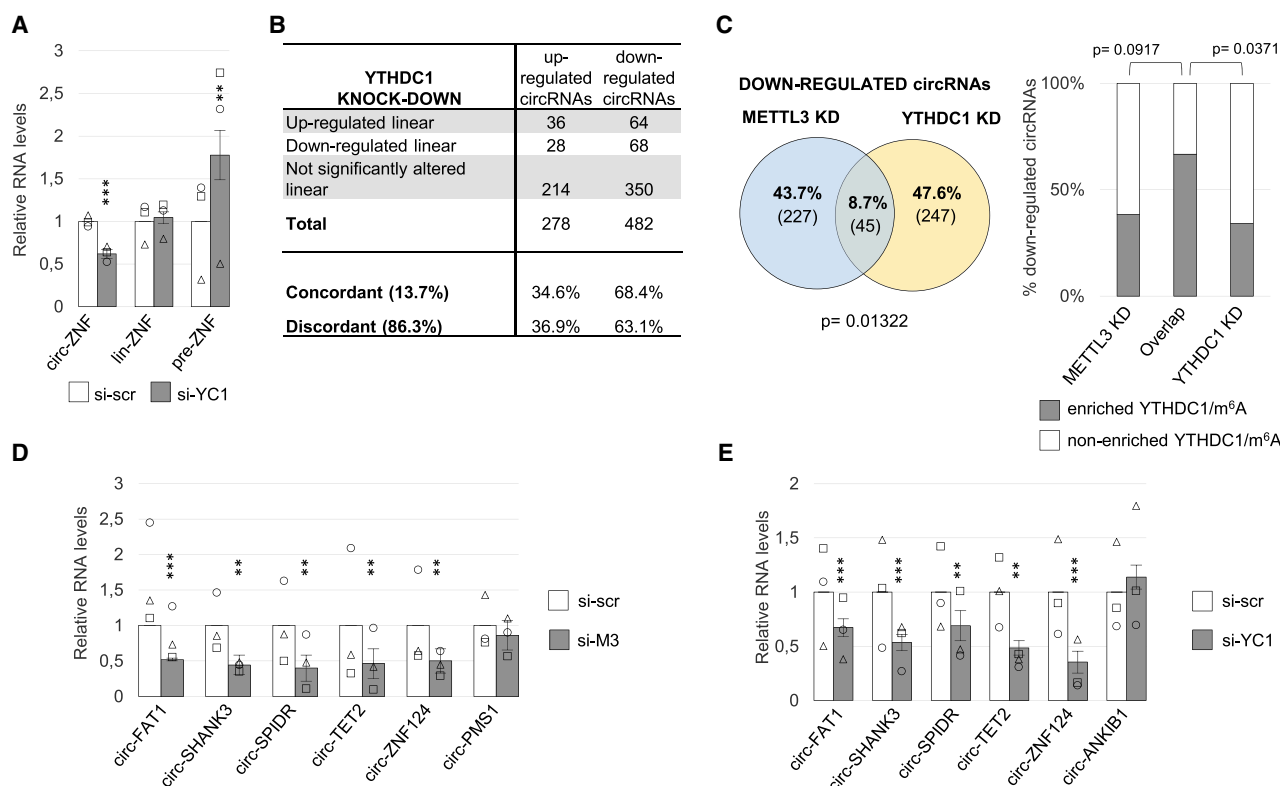 A
3
2,5
2
1,5
1
0,5
0
Relative RNA levels
***
**
circ-ZNF
lin-ZNF
pre-ZNF
si-scr
si-YC1
B
YTHDC1 KNOCK-DOWN
up-regulated circRNAs
down-regulated circRNAs
Up-regulated linear 36 64
Down-regulated linear 28 68
Not significantly altered linear 214 350
Total 278 482
Concordant (13.7%) 34.6% 68.4%
Discordant (86.3%) 36.9% 63.1%
C
DOWN-REGULATED circRNAs
METTL3 KD
YTHDC1 KD
43.7%
(227)
8.7%
(45)
47.6%
(247)
p= 0.01322
p= 0.0917
p= 0.0371
100%
50%
0%
% down-regulated circRNAs
METTL3 KD
Overlap
YTHDC1 KD
enriched YTHDC1/m⁶A
non-enriched YTHDC1/m⁶A
D
3
2,5
2
1,5
1
0,5
0
Relative RNA levels
***
**
**
**
**
circ-FAT1
circ-SHANK3
circ-SPIDR
circ-TET2
circ-ZNF124
circ-PMS1
si-scr
si-M3
E
2
1,5
1
0,5
0
Relative RNA levels
***
***
**
**
***
circ-FAT1
circ-SHANK3
circ-SPIDR
circ-TET2
circ-ZNF124
circ-ANKIB1
si-scr
si-YC1